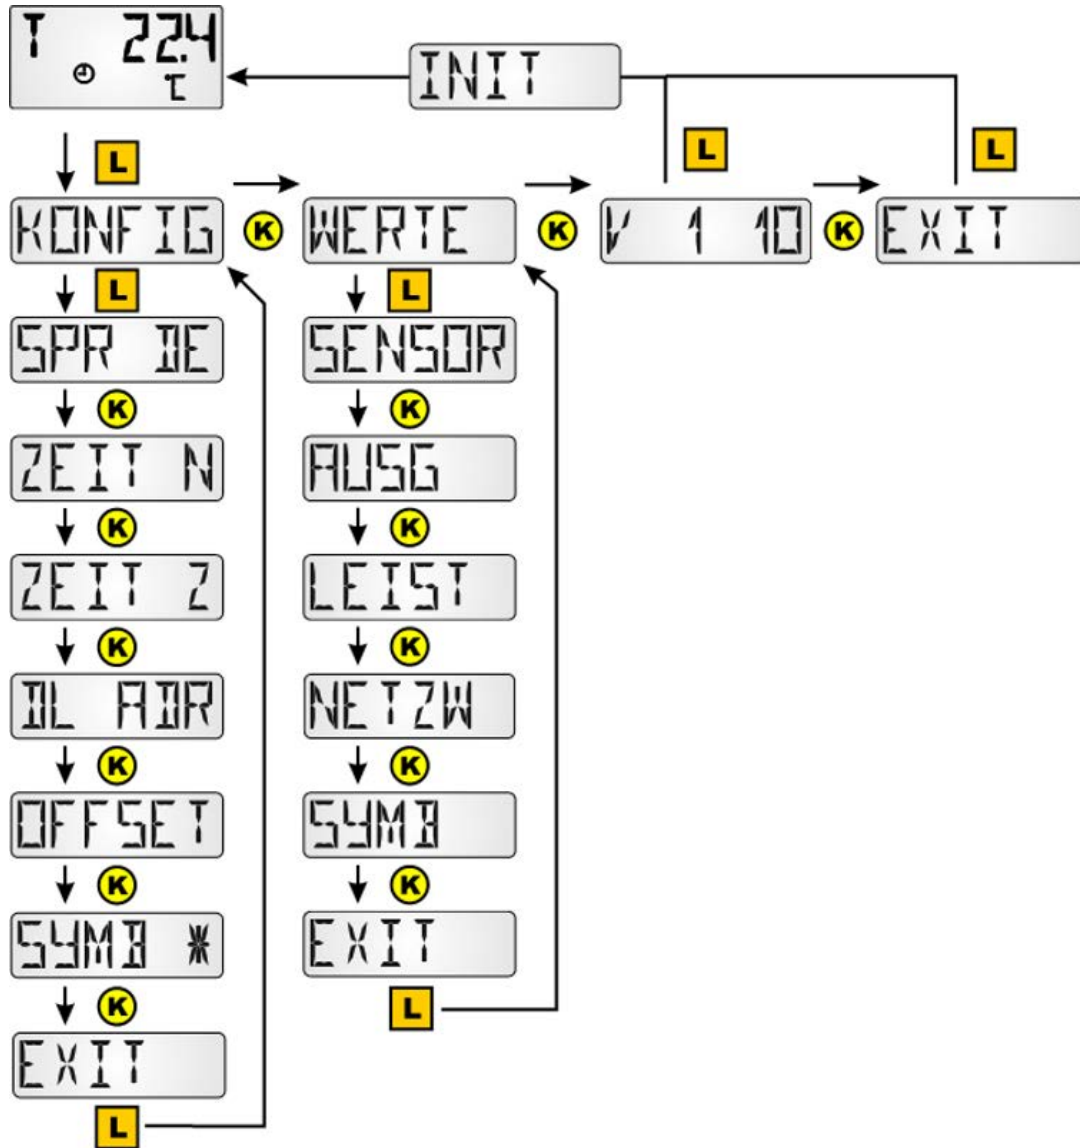 T 22.4
°C
INIT
L
L
L
KONFIG
K
WERTE
K
V 1 10
K
EXIT
L
L
SPR DE
SENSOR
K
K
ZEIT N
AUSG
K
K
ZEIT Z
LEIST
K
K
DL ADR
NETZW
K
K
OFFSET
SYMB
K
K
SYMB *
EXIT
K
L
EXIT
L